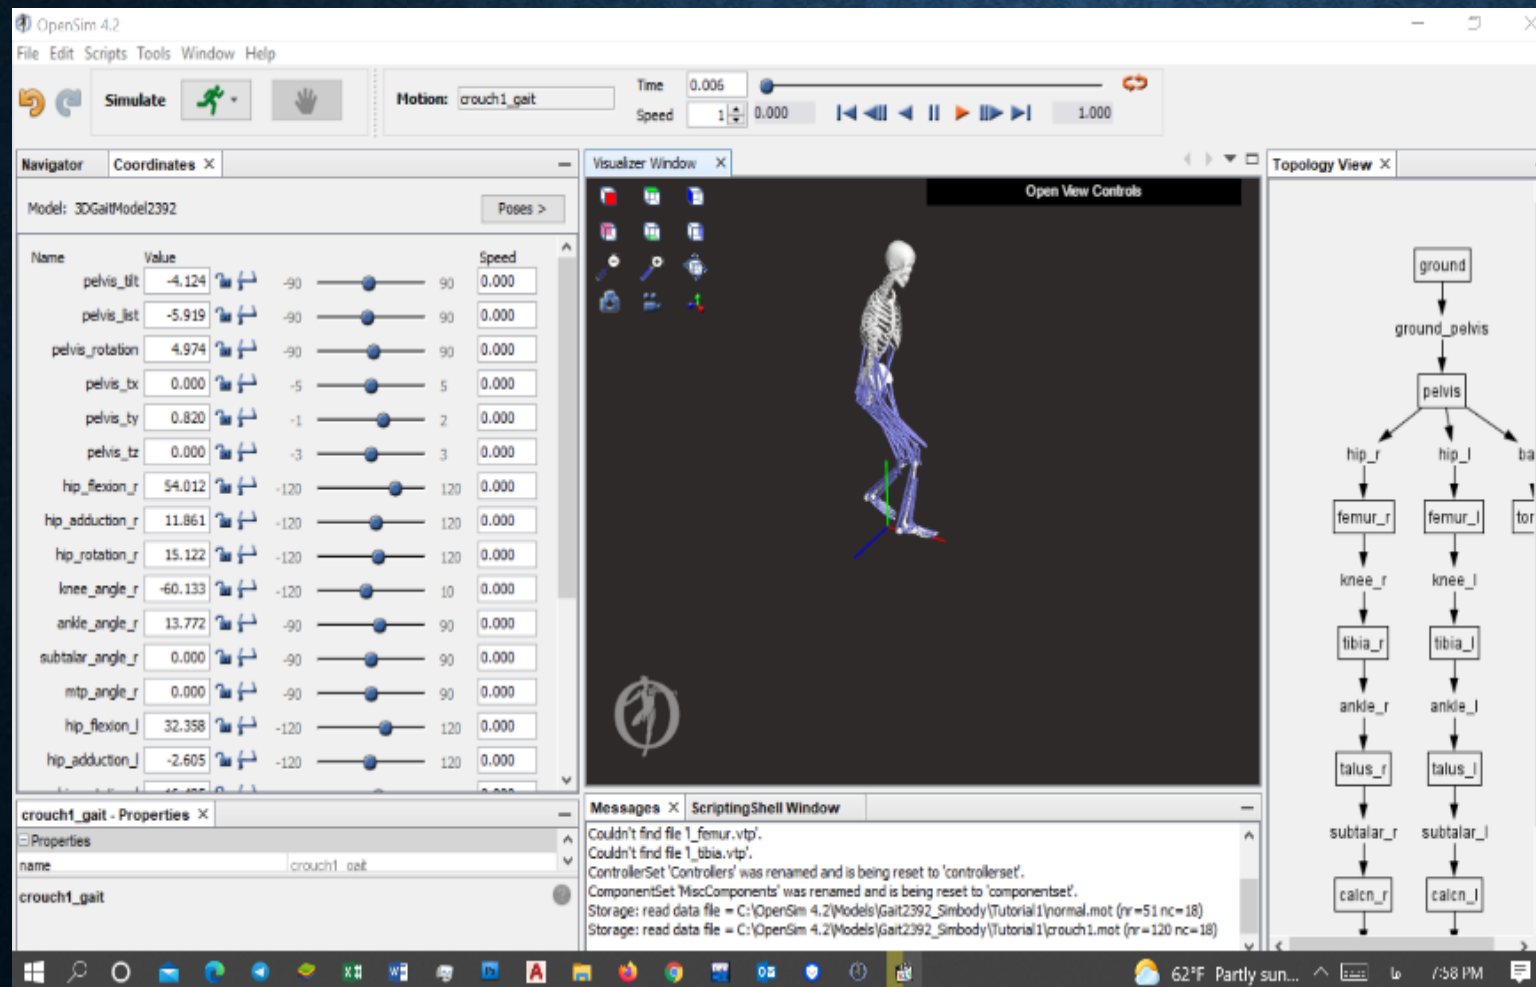 OpenSim 4.2
File Edit Scripts Tools Window Help
Simulate
Motion: crouch1_gait
Time 0.006
Speed 1 0.000 1.000
Navigator Coordinates X
Model: 3DGaitModel2392 Poses >
Name Value Speed
pelvis_tilt -4.124 -90 90 0.000
pelvis_list -5.919 -90 90 0.000
pelvis_rotation 4.974 -90 90 0.000
pelvis_tx 0.000 -5 5 0.000
pelvis_ty 0.820 -1 2 0.000
pelvis_tz 0.000 -3 3 0.000
hip_flexion_r 54.012 -120 120 0.000
hip_adduction_r 11.861 -120 120 0.000
hip_rotation_r 15.122 -120 120 0.000
knee_angle_r -60.133 -120 10 0.000
ankle_angle_r 13.772 -90 90 0.000
subtalar_angle_r 0.000 -90 90 0.000
mtp_angle_r 0.000 -90 90 0.000
hip_flexion_l 32.358 -120 120 0.000
hip_adduction_l -2.605 -120 120 0.000
crouch1_gait - Properties X
Properties
name crouch1_gait
crouch1_gait
Visualizer Window X
Open View Controls
Messages X ScriptingShell Window
Couldn't find file 'l_femur.vtp'.
Couldn't find file 'l_tibia.vtp'.
ControllerSet 'Controllers' was renamed and is being reset to 'controllerset'.
ComponentSet 'MiscComponents' was renamed and is being reset to 'componentset'.
Storage: read data file = C:\OpenSim 4.2\Models\Gait2392_Simbody\Tutorial1\normal.mot (nr=51 nc=18)
Storage: read data file = C:\OpenSim 4.2\Models\Gait2392_Simbody\Tutorial1\crouch1.mot (nr=120 nc=18)
Topology View X
ground
ground_pelvis
pelvis
hip_r hip_l ba
femur_r femur_l tor
knee_r knee_l
tibia_r tibia_l
ankle_r ankle_l
talus_r talus_l
subtalar_r subtalar_l
calcn_r calcn_l
62°F Partly sun... فا 7:58 PM